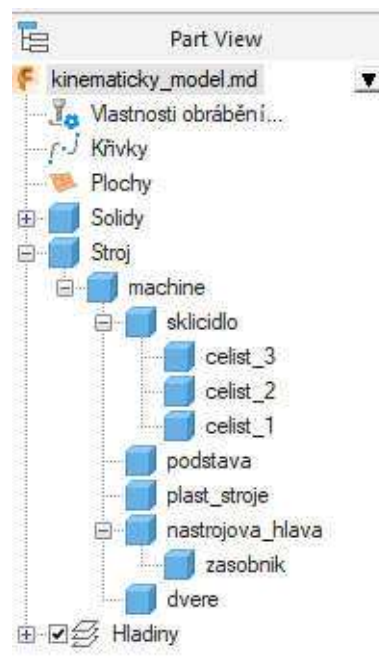 Part View
kinematicky_model.md
Vlastnosti obrábění...
Křivky
Plochy
Solidy
Stroj
machine
sklicidlo
celist_3
celist_2
celist_1
podstava
plast_stroje
nastrojova_hlava
zasobnik
dvere
Hladiny